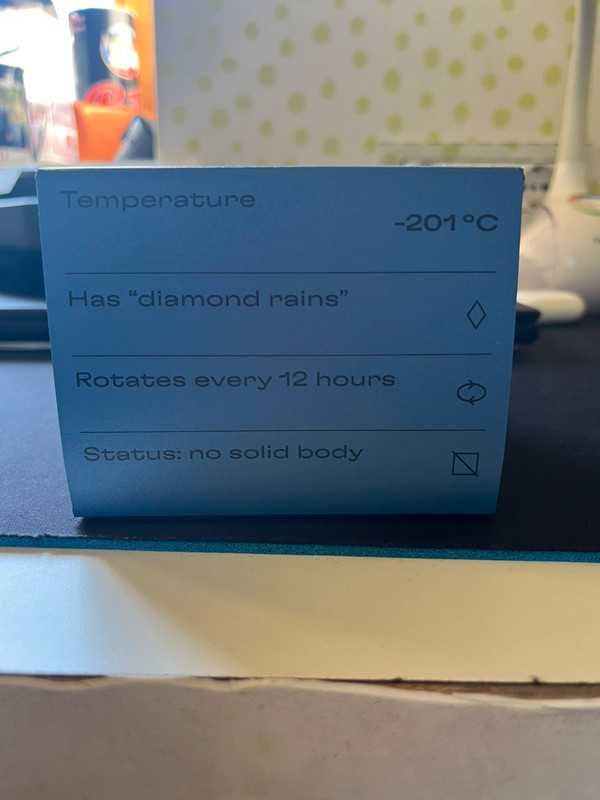 Temperature
-201°C
Has “diamond rains”
Rotates every 12 hours
Status: no solid body